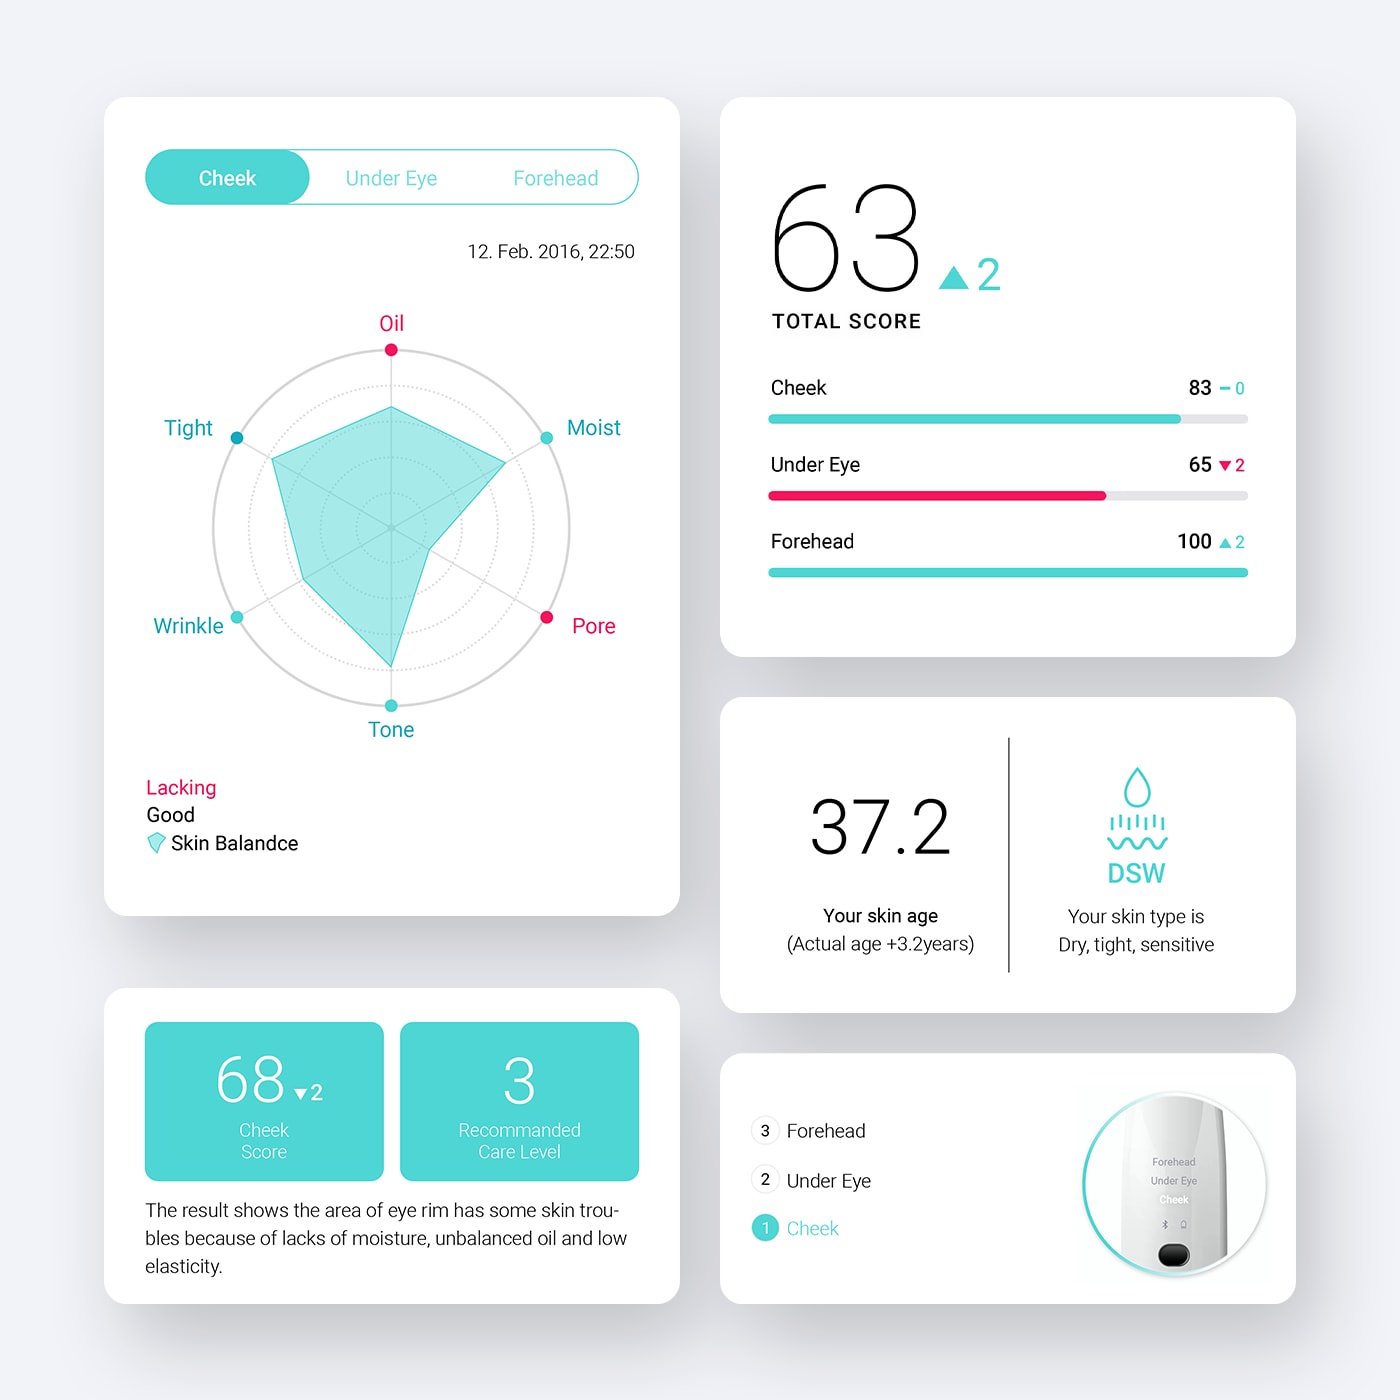 Cheek Under Eye Forehead
12. Feb. 2016, 22:50
Oil
Tight Moist
Wrinkle Pore
Tone
Lacking
Good
Skin Balandce
63 ▲2
TOTAL SCORE
Cheek 83 – 0
Under Eye 65 ▼2
Forehead 100 ▲2
37.2
Your skin age
(Actual age +3.2years)
DSW
Your skin type is
Dry, tight, sensitive
68 ▼2
Cheek
Score
3
Recommanded
Care Level
The result shows the area of eye rim has some skin trou-
bles because of lacks of moisture, unbalanced oil and low
elasticity.
3 Forehead
2 Under Eye
1 Cheek
Forehead
Under Eye
Cheek